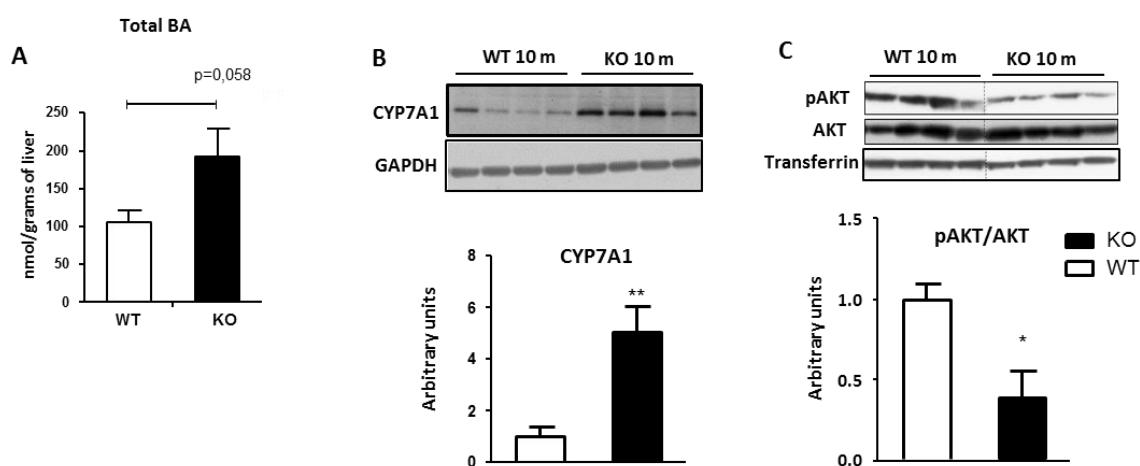 Total BA
A
p=0,058
250
200
150
100
50
0
nmol/grams of liver
WT
KO
B
WT 10 m
KO 10 m
CYP7A1
GAPDH
CYP7A1
8
6
4
2
0
Arbitrary units
**
C
WT 10 m
KO 10 m
pAKT
AKT
Transferrin
pAKT/AKT
1.5
1.0
0.5
0.0
Arbitrary units
*
KO
WT